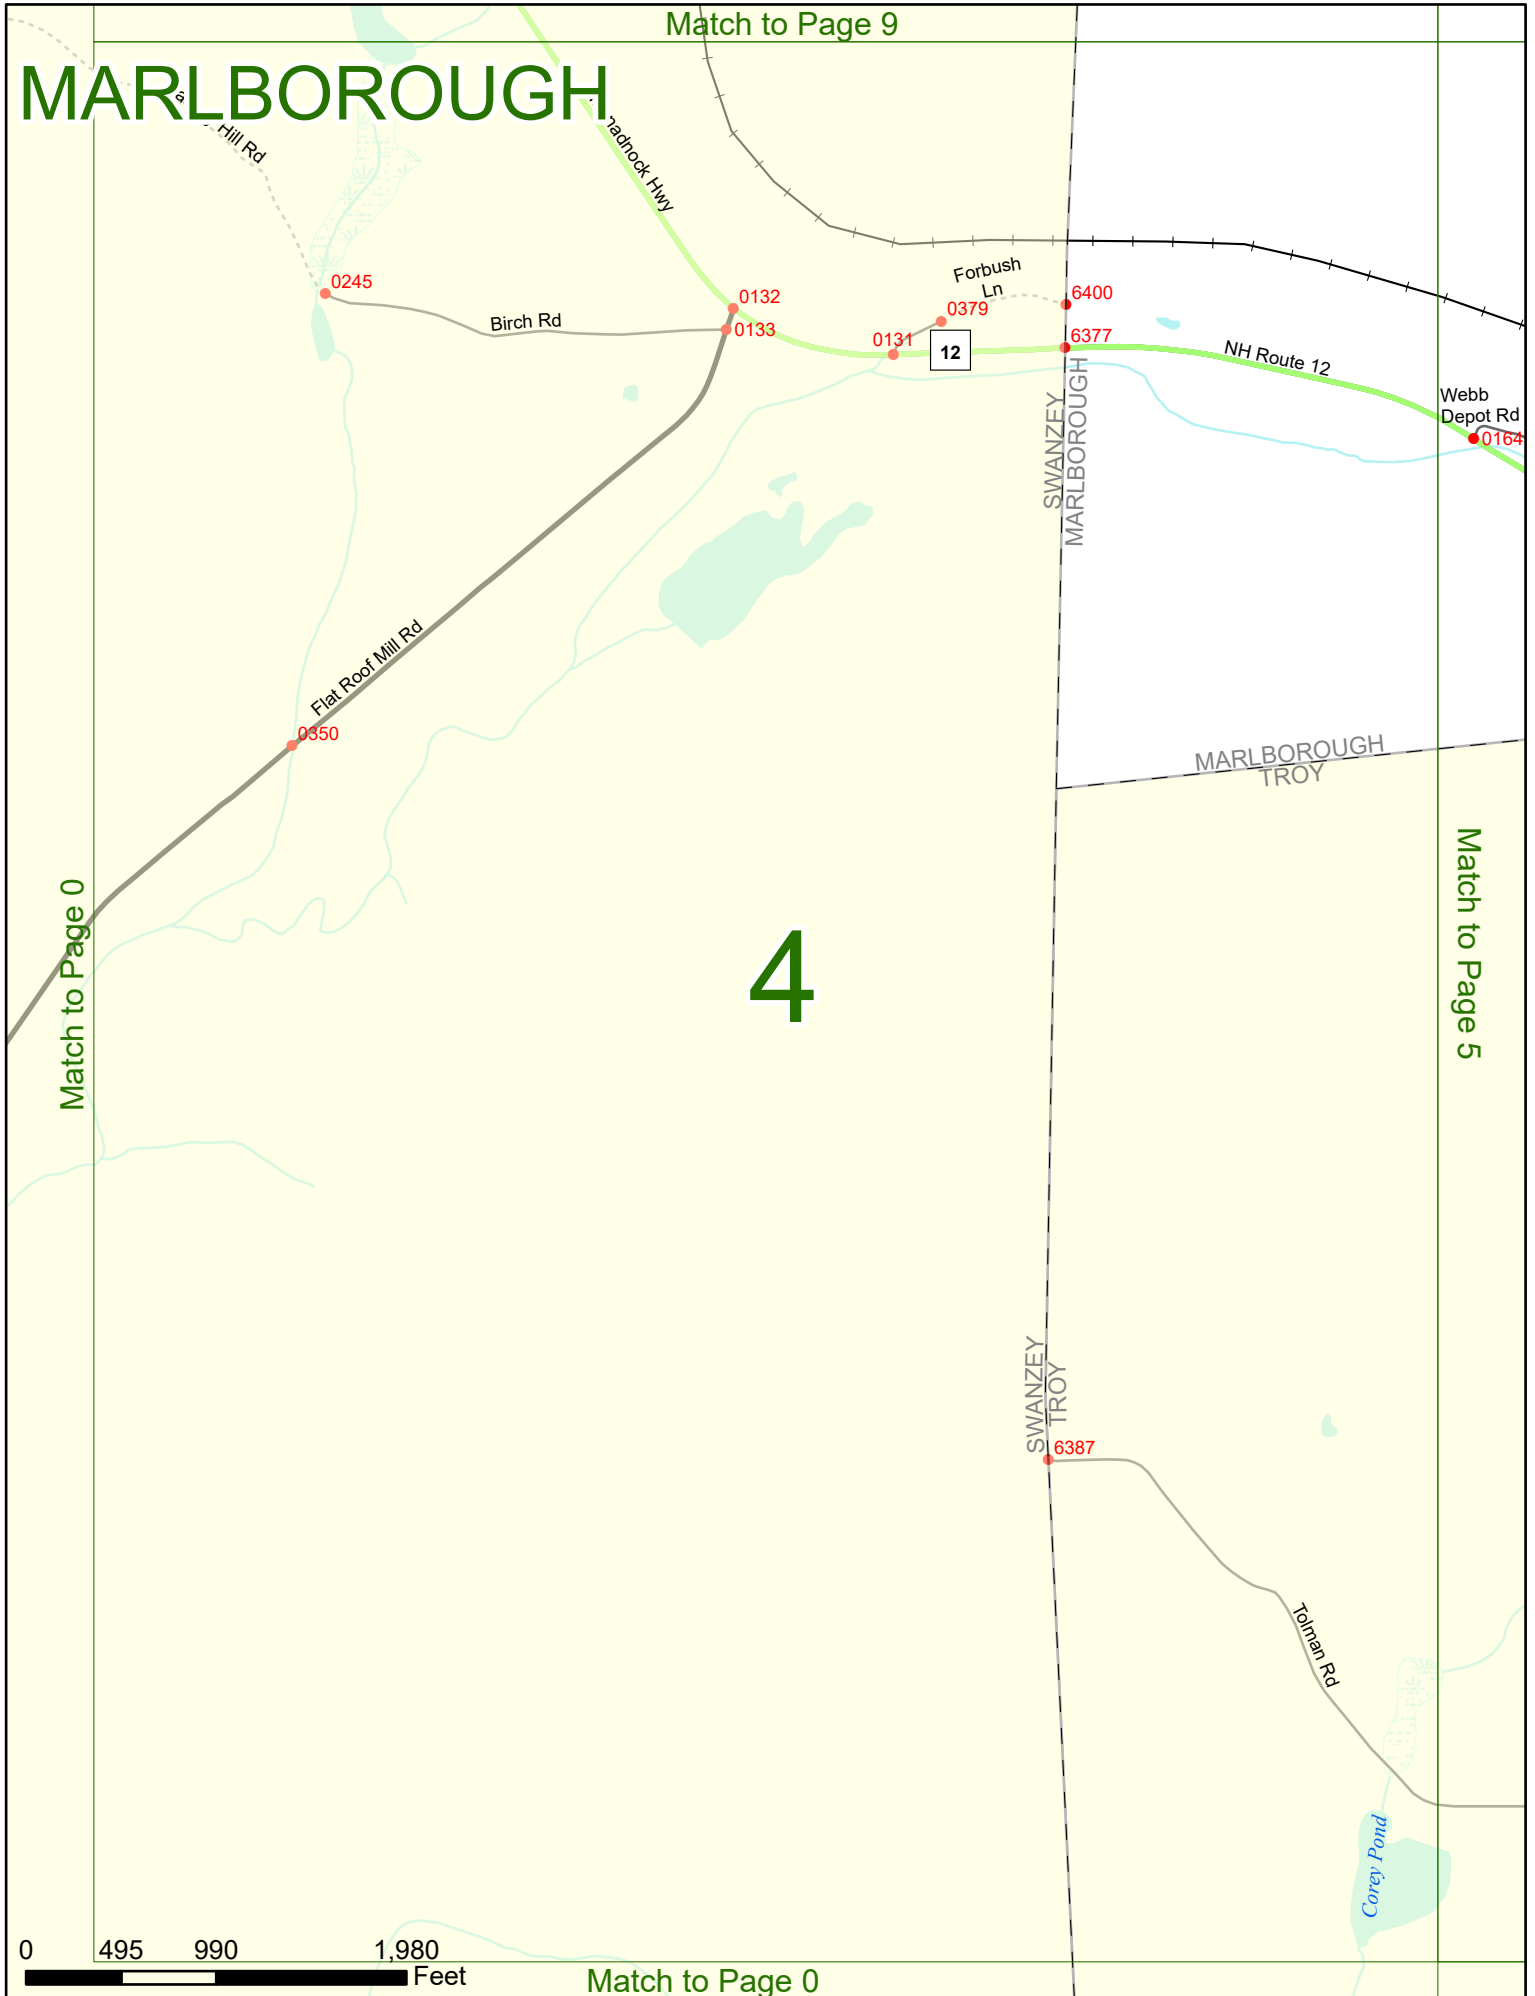 Match to Page 9
MARLBOROUGH
Hill Rd
adnock Hwy
0245
Birch Rd
0132
0133
Forbush
Ln
0379
0131
12
6400
6377
NH Route 12
Webb
Depot Rd
0164
SWANZEY
MARLBOROUGH
Flat Roof Mill Rd
0350
MARLBOROUGH
TROY
Match to Page 0
4
Match to Page 5
SWANZEY
TROY
6387
Tolman Rd
Corey Pond
0 495 990 1,980
Feet
Match to Page 0